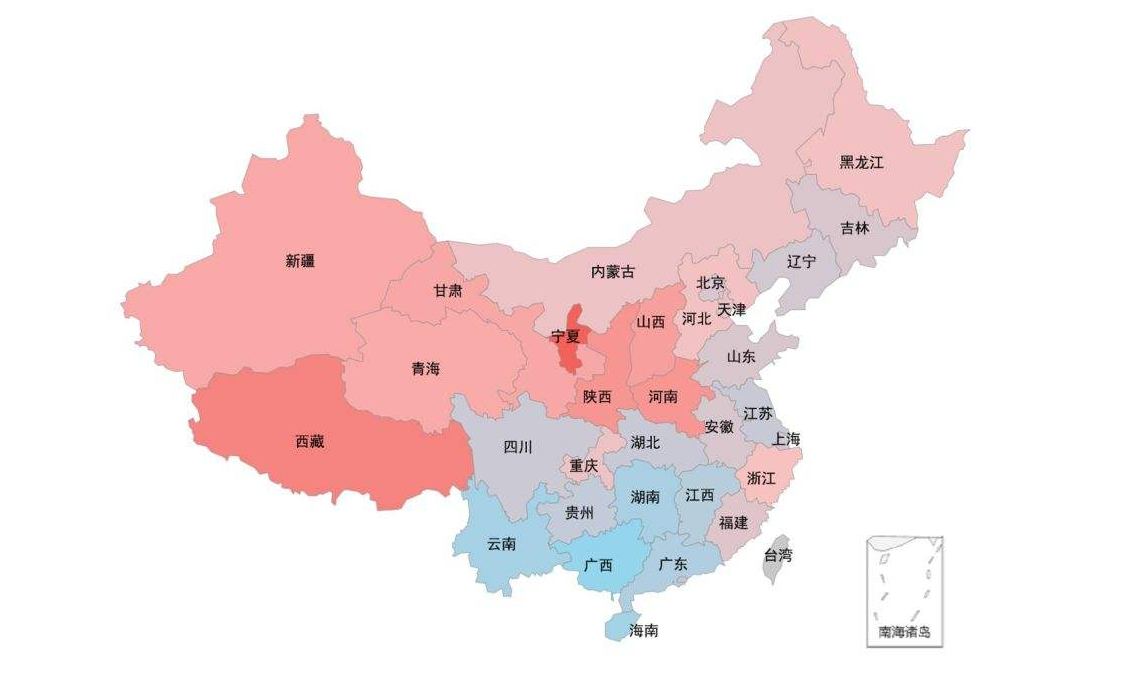 黑龙江
吉林
新疆
辽宁
内蒙古
北京
甘肃
天津
河北
山西
宁夏
山东
青海
陕西
河南
江苏
安徽
上海
西藏
湖北
四川
重庆
浙江
湖南
江西
贵州
福建
云南
台湾
广西
广东
海南
南海诸岛